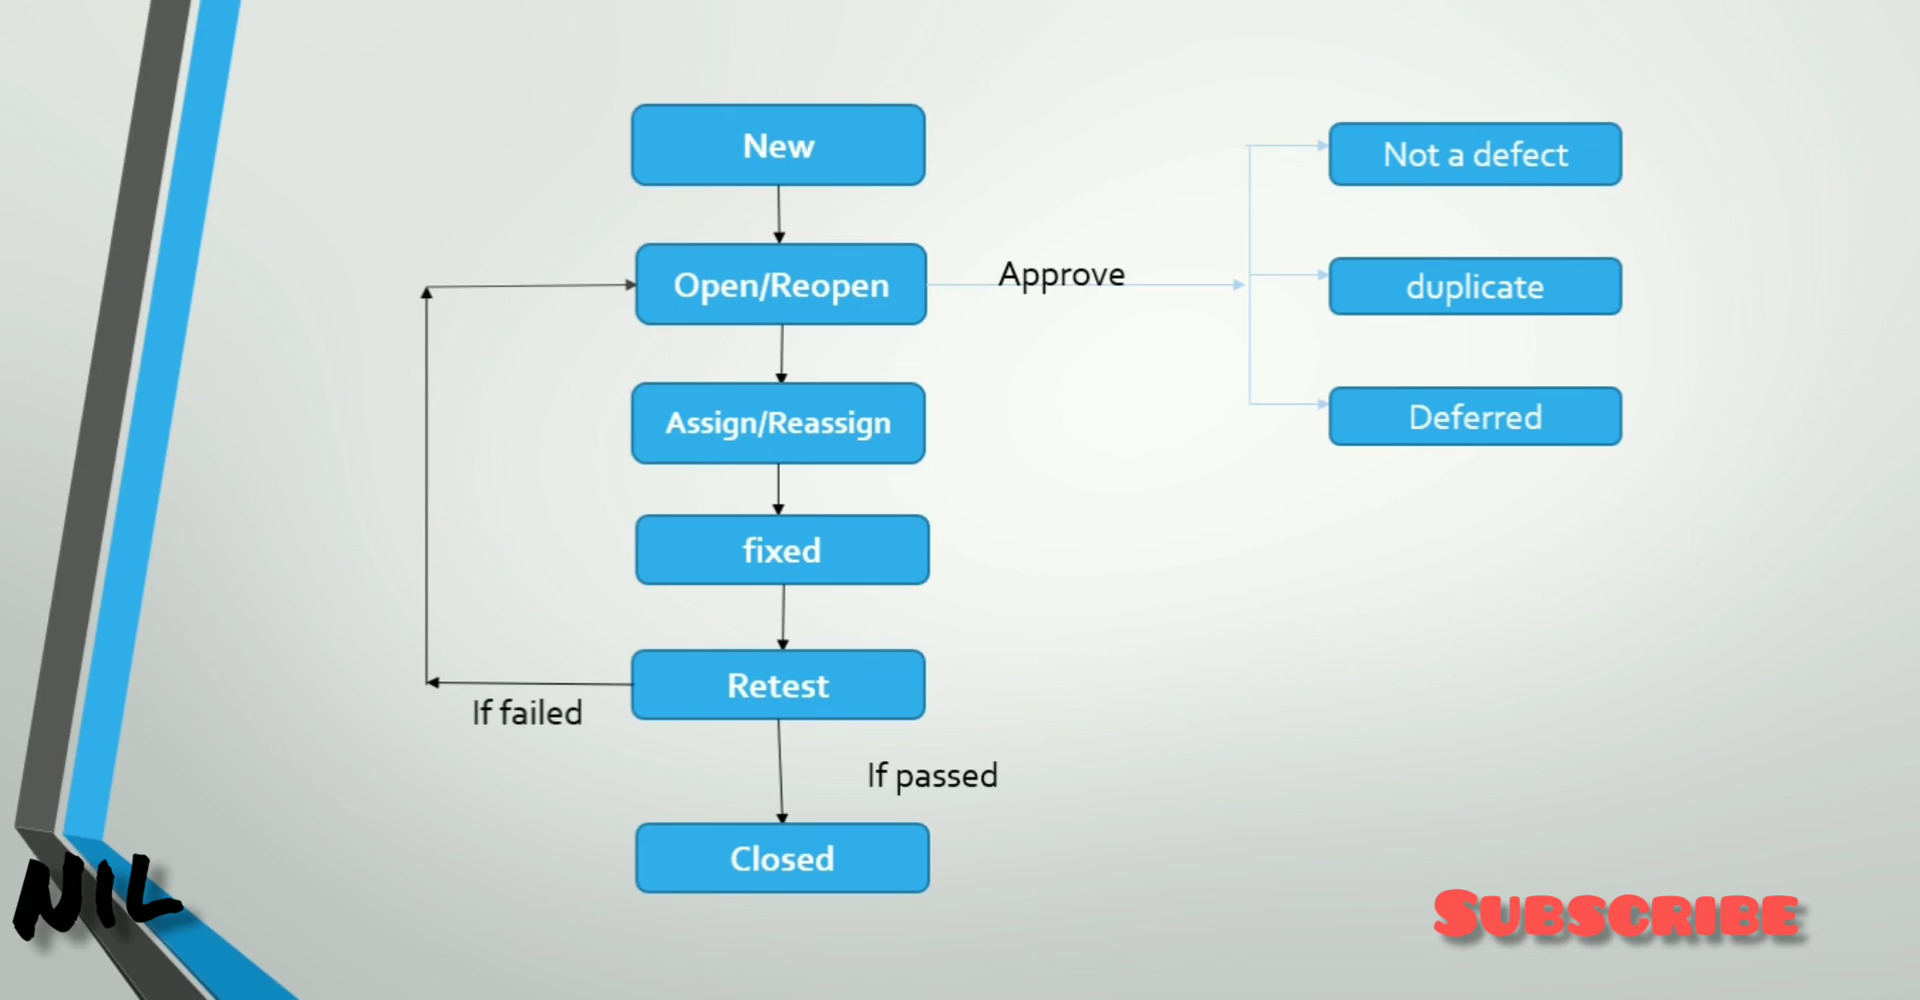 New
Not a defect
Open/Reopen
Approve
duplicate
Assign/Reassign
Deferred
fixed
Retest
If failed
If passed
Closed
NIL
SUBSCRIBE